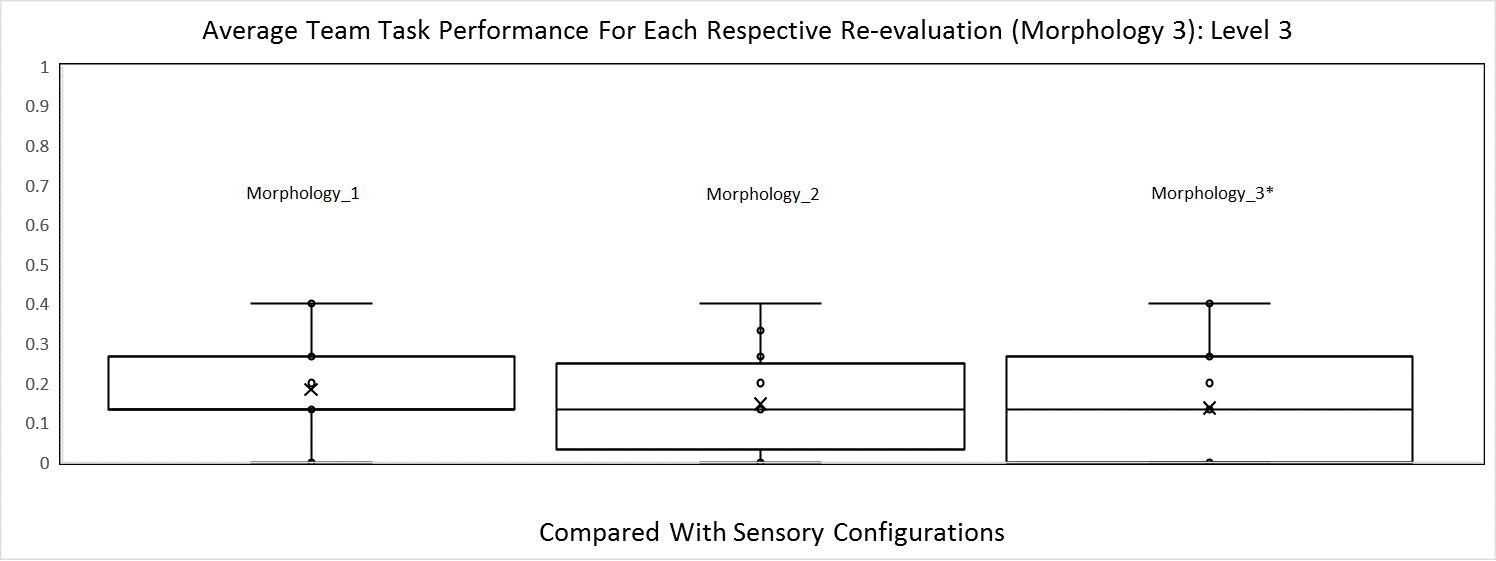 Average Team Task Performance For Each Respective Re-evaluation (Morphology 3): Level 3
1
0.9
0.8
0.7
0.6
0.5
0.4
0.3
0.2
0.1
0
Morphology_1
Morphology_2
Morphology_3*
Compared With Sensory Configurations